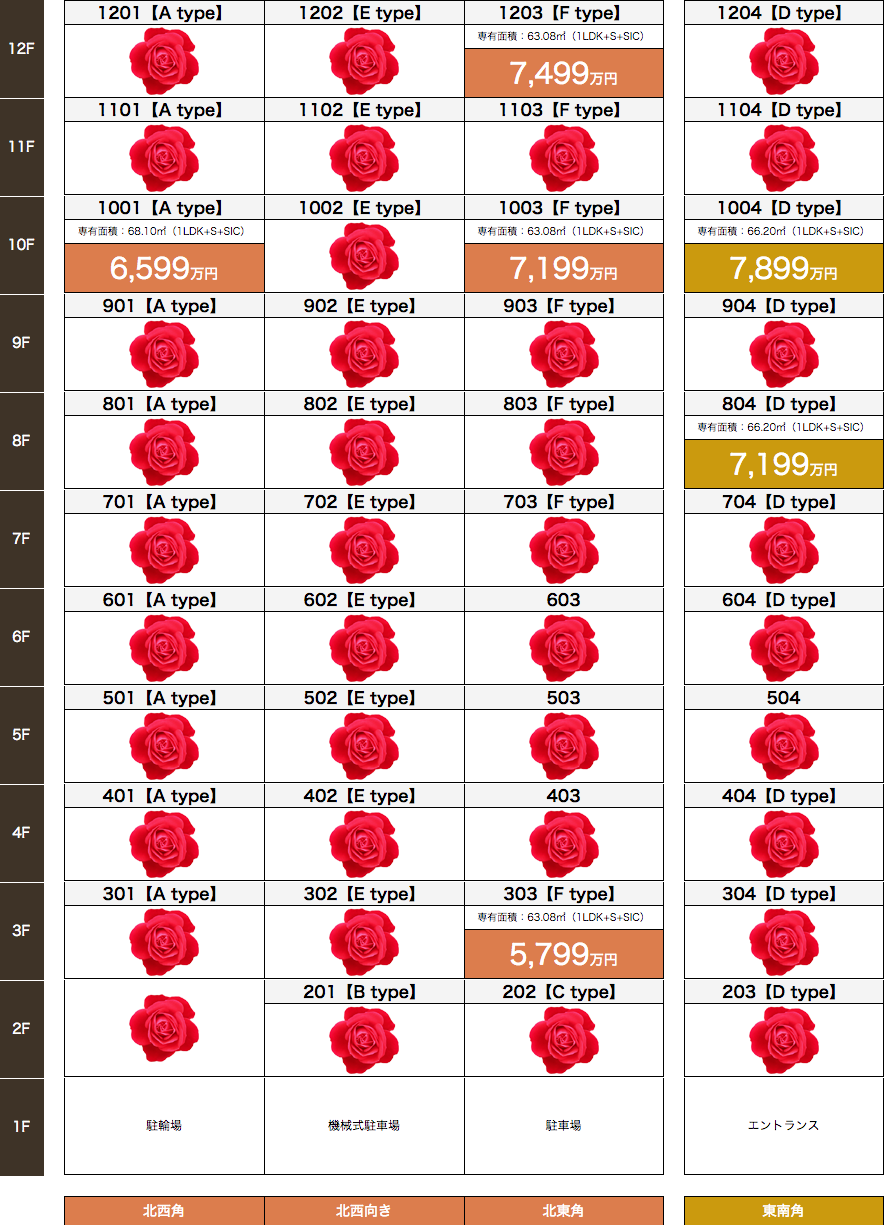 12F
1201【A type】
1202【E type】
1203【F type】
専有面積：63.08㎡（1LDK+S+SIC）
7,499万円
1204【D type】
11F
1101【A type】
1102【E type】
1103【F type】
1104【D type】
10F
1001【A type】
専有面積：68.10㎡（1LDK+S+SIC）
6,599万円
1002【E type】
1003【F type】
専有面積：63.08㎡（1LDK+S+SIC）
7,199万円
1004【D type】
専有面積：66.20㎡（1LDK+S+SIC）
7,899万円
9F
901【A type】
902【E type】
903【F type】
904【D type】
8F
801【A type】
802【E type】
803【F type】
804【D type】
専有面積：66.20㎡（1LDK+S+SIC）
7,199万円
7F
701【A type】
702【E type】
703【F type】
704【D type】
6F
601【A type】
602【E type】
603
604【D type】
5F
501【A type】
502【E type】
503
504
4F
401【A type】
402【E type】
403
404【D type】
3F
301【A type】
302【E type】
303【F type】
専有面積：63.08㎡（1LDK+S+SIC）
5,799万円
304【D type】
2F
201【B type】
202【C type】
203【D type】
1F
駐輪場
機械式駐車場
駐車場
エントランス
北西角
北西向き
北東角
東南角